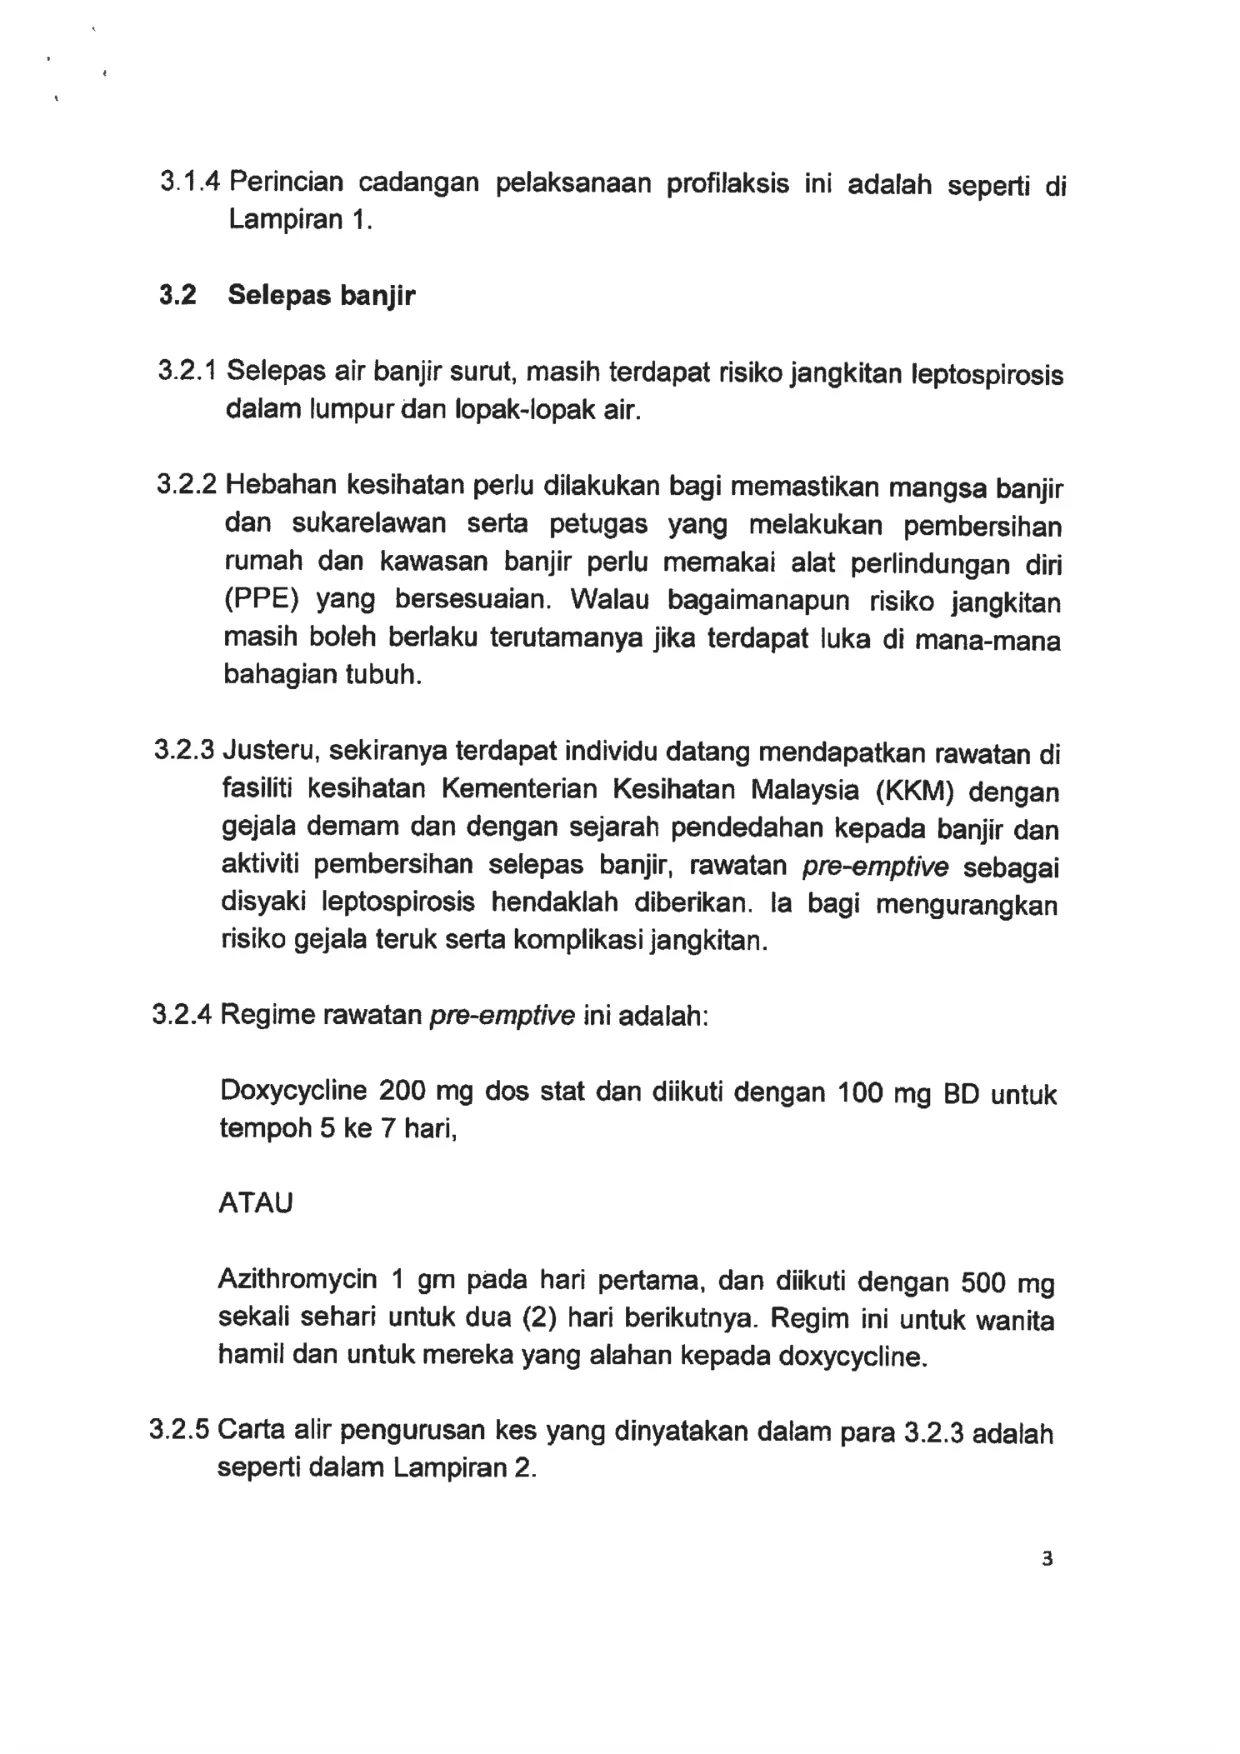 3.1.4 Perincian cadangan pelaksanaan profilaksis ini adalah seperti di
Lampiran 1.
3.2 Selepas banjir
3.2.1 Selepas air banjir surut, masih terdapat risiko jangkitan leptospirosis
dalam lumpur dan lopak-lopak air.
3.2.2 Hebahan kesihatan perlu dilakukan bagi memastikan mangsa banjir
dan sukarelawan serta petugas yang melakukan pembersihan
rumah dan kawasan banjir perlu memakai alat perlindungan diri
(PPE) yang bersesuaian. Walau bagaimanapun risiko jangkitan
masih boleh berlaku terutamanya jika terdapat luka di mana-mana
bahagian tubuh.
3.2.3 Justeru, sekiranya terdapat individu datang mendapatkan rawatan di
fasiliti kesihatan Kementerian Kesihatan Malaysia (KKM) dengan
gejala demam dan dengan sejarah pendedahan kepada banjir dan
aktiviti pembersihan selepas banjir, rawatan pre-emptive sebagai
disyaki leptospirosis hendaklah diberikan. Ia bagi mengurangkan
risiko gejala teruk serta komplikasi jangkitan.
3.2.4 Regime rawatan pre-emptive ini adalah:
Doxycycline 200 mg dos stat dan diikuti dengan 100 mg BD untuk
tempoh 5 ke 7 hari,
ATAU
Azithromycin 1 gm pada hari pertama, dan diikuti dengan 500 mg
sekali sehari untuk dua (2) hari berikutnya. Regim ini untuk wanita
hamil dan untuk mereka yang alahan kepada doxycycline.
3.2.5 Carta alir pengurusan kes yang dinyatakan dalam para 3.2.3 adalah
seperti dalam Lampiran 2.
3